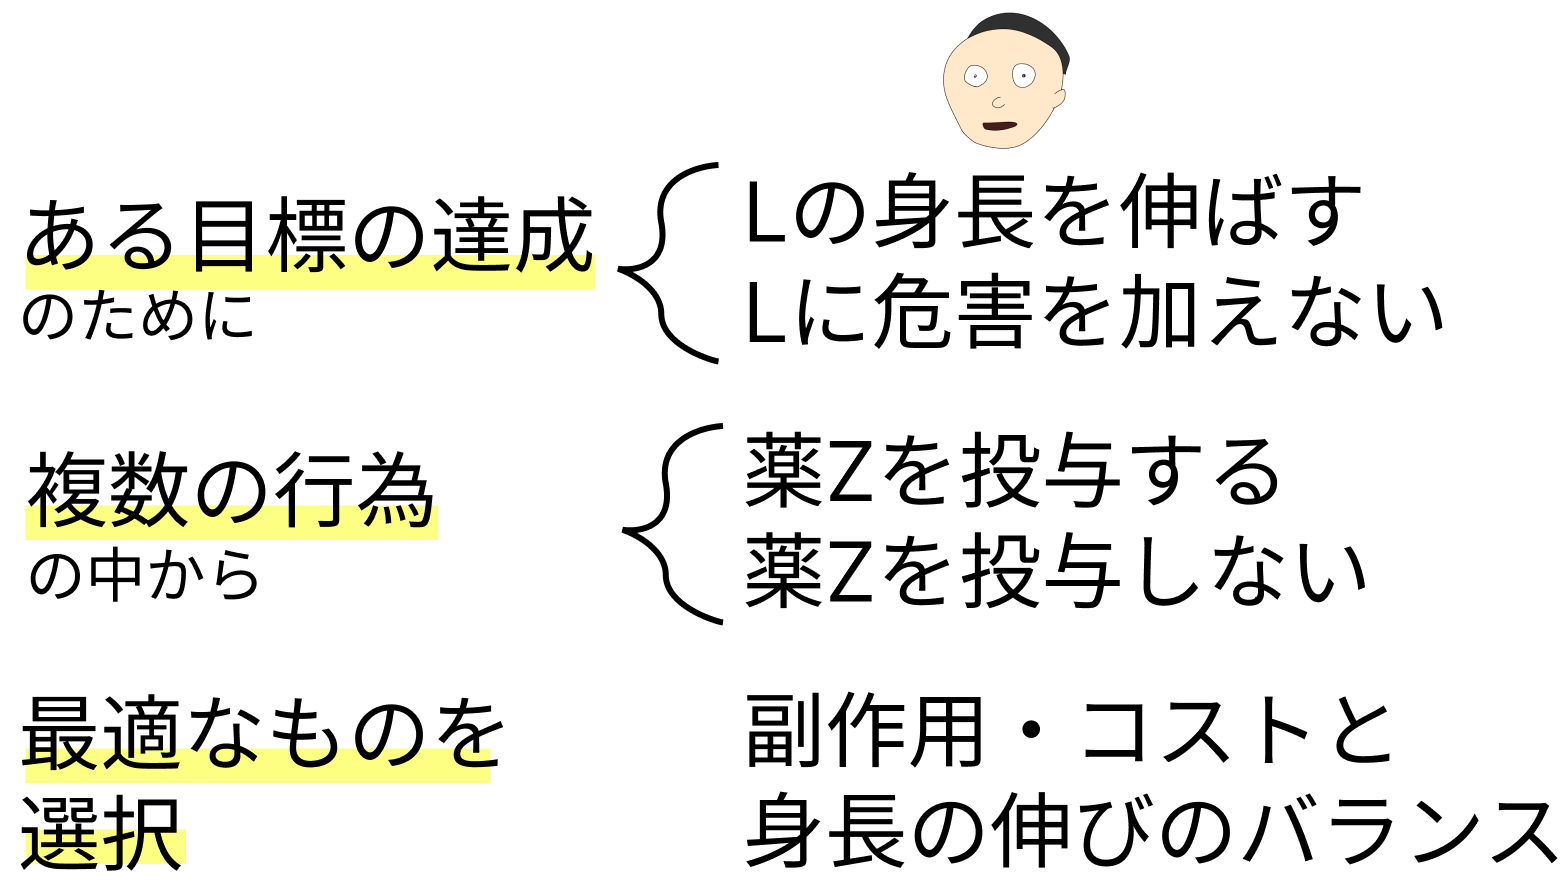 ある目標の達成
のために
Lの身長を伸ばす
Lに危害を加えない
複数の行為
の中から
薬Zを投与する
薬Zを投与しない
最適なものを
選択
副作用・コストと
身長の伸びのバランス